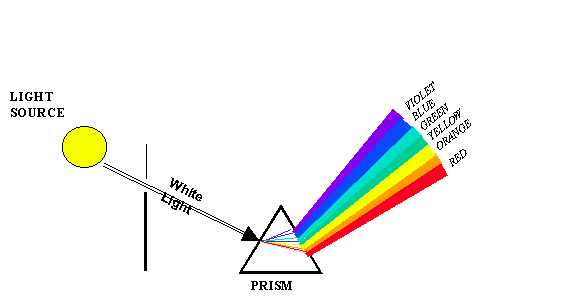 LIGHT
SOURCE
White
Light
VIOLET
BLUE
GREEN
YELLOW
ORANGE
RED
PRISM